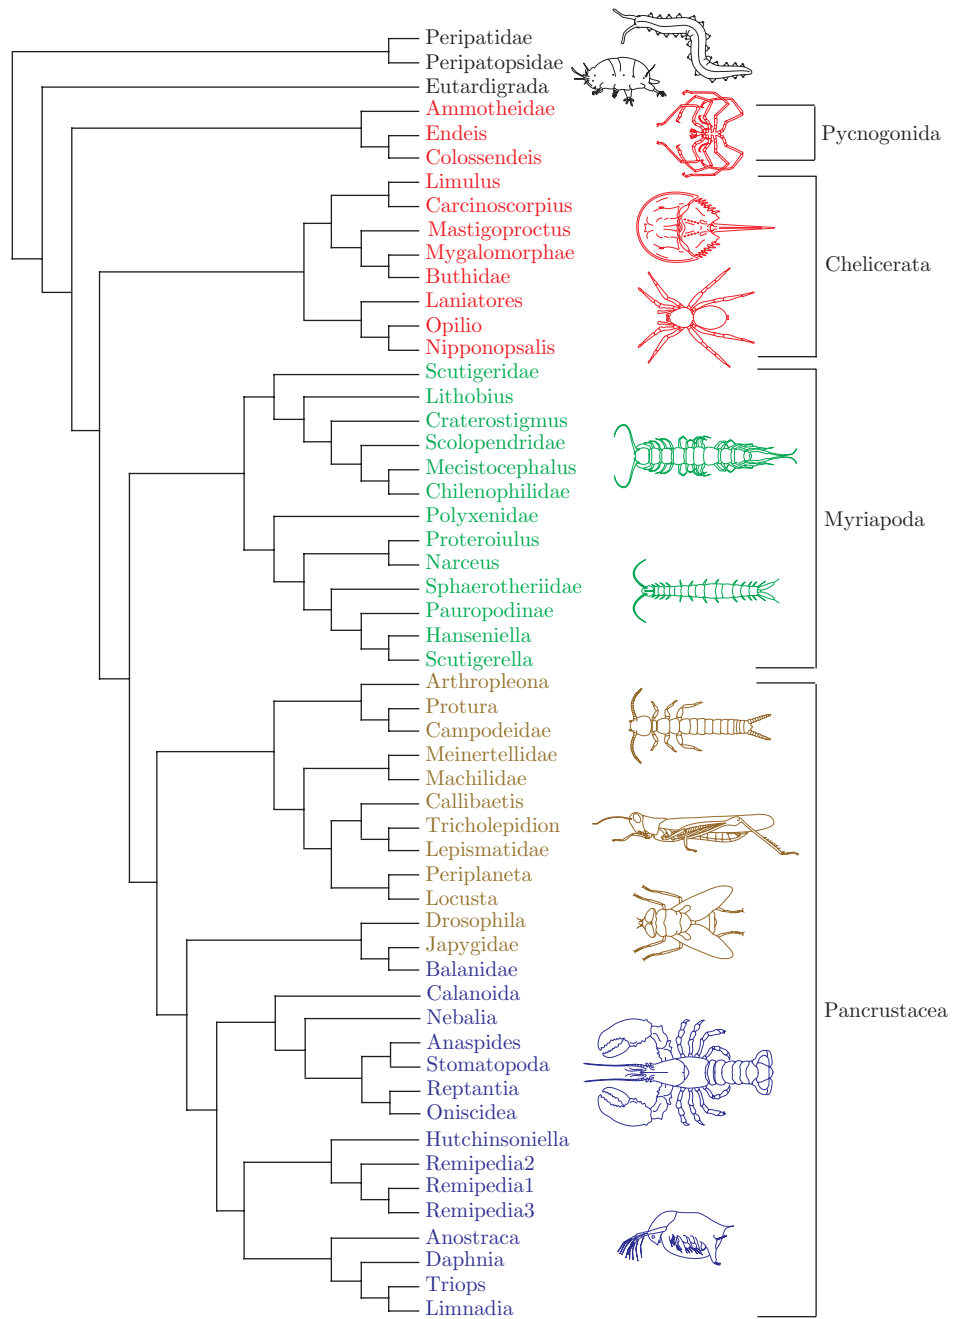 Peripatidae
Peripatopsidae
Eutardigrada
Ammotheidae
Endeis
Colossendeis
Pycnogonida
Limulus
Carcinoscorpius
Mastigoproctus
Mygalomorphae
Buthidae
Laniatores
Opilio
Nipponopsalis
Chelicerata
Scutigeridae
Lithobius
Craterostigmus
Scolopendridae
Mecistocephalus
Chilenophilidae
Polyxenidae
Proteroiulus
Narceus
Sphaerotheriidae
Pauropodinae
Hanseniella
Scutigerella
Myriapoda
Arthropleona
Protura
Campodeidae
Meinertellidae
Machilidae
Callibaetis
Tricholepidion
Lepismatidae
Periplaneta
Locusta
Drosophila
Japygidae
Balanidae
Calanoida
Nebalia
Anaspides
Stomatopoda
Reptantia
Oniscidea
Hutchinsoniella
Remipedia2
Remipedia1
Remipedia3
Anostraca
Daphnia
Triops
Limnadia
Pancrustacea